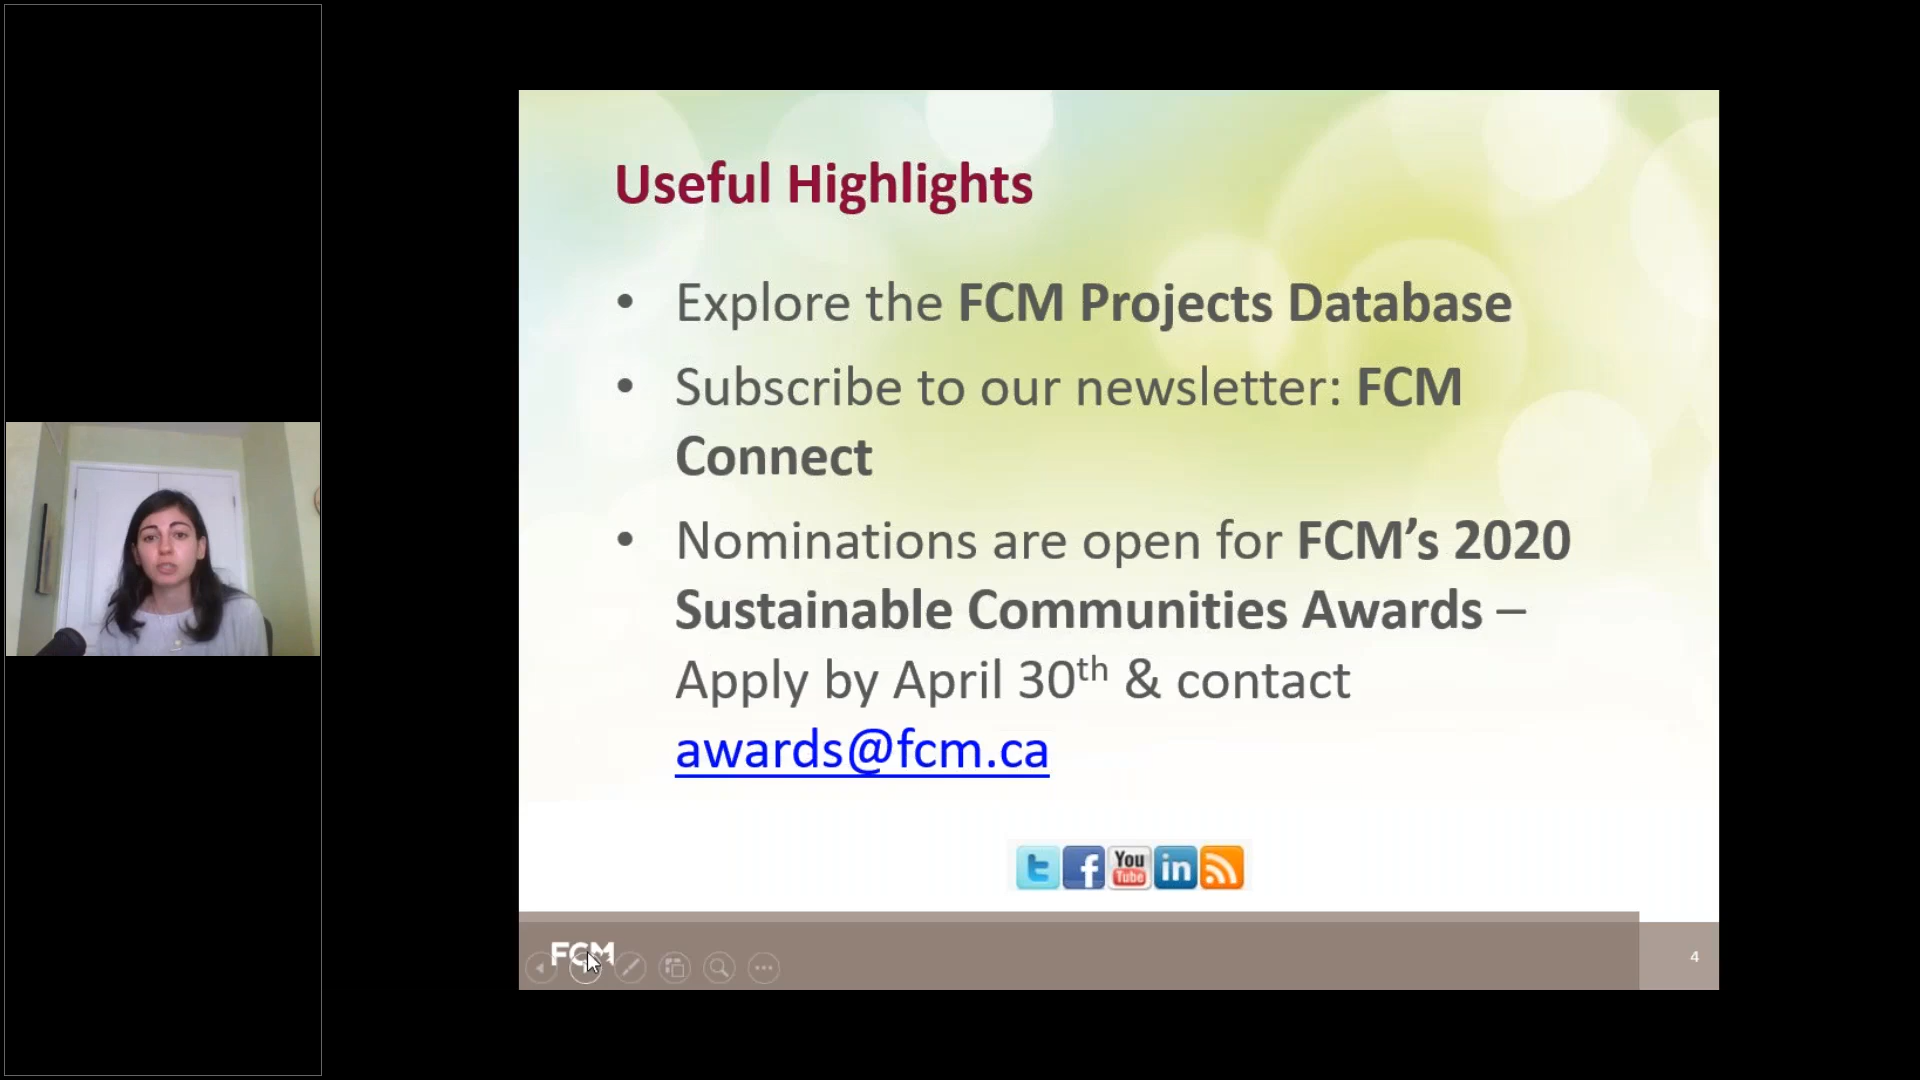 Useful Highlights
• Explore the FCM Projects Database
• Subscribe to our newsletter: FCM
Connect
• Nominations are open for FCM’s 2020
Sustainable Communities Awards –
Apply by April 30th & contact
awards@fcm.ca
You
Tube
in
FCM
4